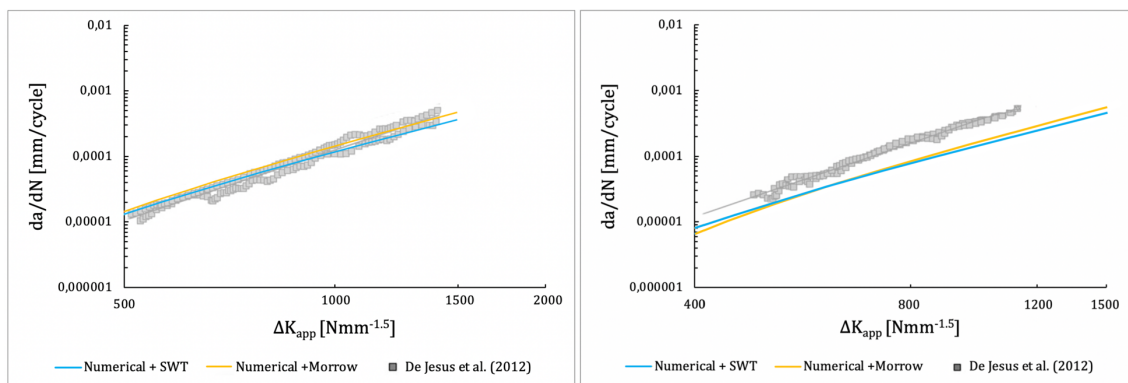 0,01
0,001
0,0001
0,00001
0,000001
da/dN [mm/cycle]
500 1000 1500 2000
ΔKapp [Nmm-1.5]
Numerical + SWT Numerical +Morrow De Jesus et al. (2012)
0,01
0,001
0,0001
0,00001
0,000001
da/dN [mm/cycle]
400 800 1200 1500
ΔKapp [Nmm-1.5]
Numerical + SWT Numerical +Morrow De Jesus et al. (2012)